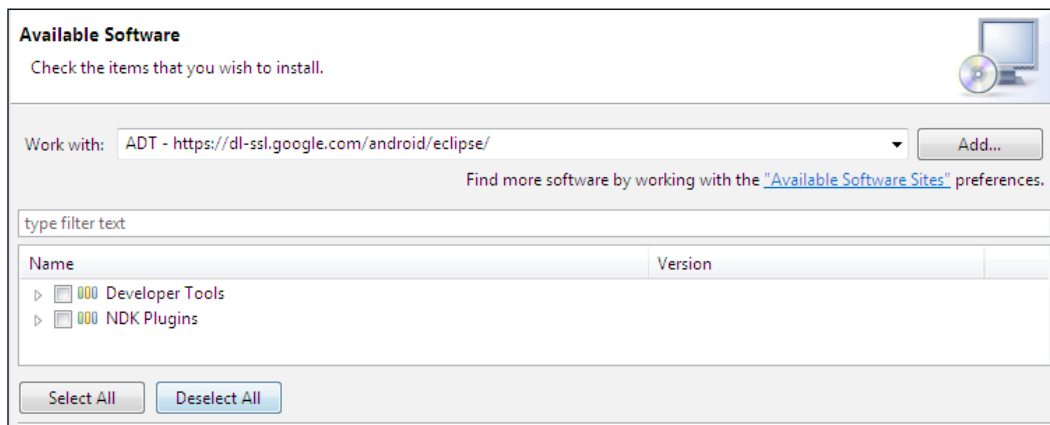 Available Software
Check the items that you wish to install.
Work with: ADT - https://dl-ssl.google.com/android/eclipse/ Add...
Find more software by working with the "Available Software Sites" preferences.
type filter text
Name Version
Developer Tools
NDK Plugins
Select All Deselect All